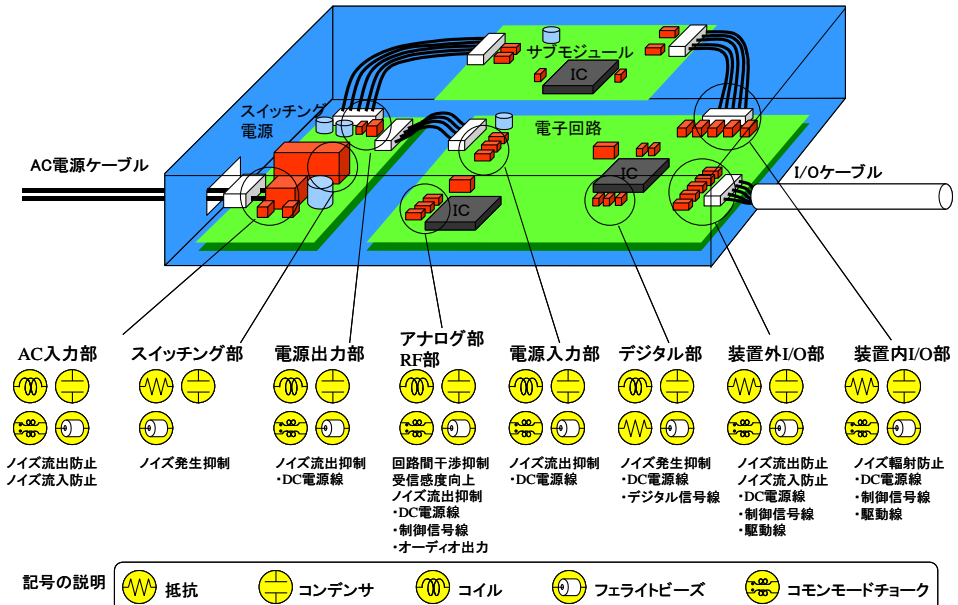 サブモジュール
IC
スイッチング
電源
電子回路
AC電源ケーブル
I/Oケーブル
IC
IC
AC入力部
ノイズ流出防止
ノイズ流入防止
スイッチング部
ノイズ発生抑制
電源出力部
ノイズ流出抑制
・DC電源線
アナログ部
RF部
回路間干渉抑制
受信感度向上
ノイズ流出抑制
・DC電源線
・制御信号線
・オーディオ出力
電源入力部
ノイズ流出抑制
・DC電源線
デジタル部
ノイズ発生抑制
・DC電源線
・デジタル信号線
装置外I/O部
ノイズ流出防止
ノイズ流入防止
・DC電源線
・制御信号線
・駆動線
装置内I/O部
ノイズ輻射防止
・DC電源線
・制御信号線
・駆動線
記号の説明
抵抗
コンデンサ
コイル
フェライトビーズ
コモンモードチョーク